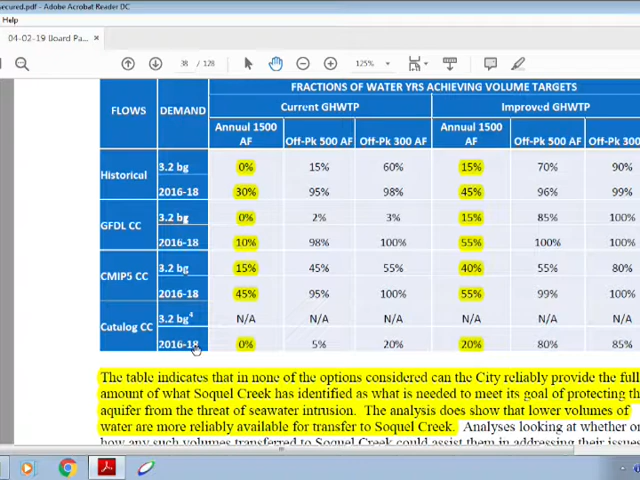 secured.pdf - Adobe Acrobat Reader DC
Help
04-02-19 Board Pa... ×
38 / 128
125%
FLOWS DEMAND FRACTIONS OF WATER YRS ACHIEVING VOLUME TARGETS
Current GHWTP Improved GHWTP
Annual 1500 AF Off-Pk 500 AF Off-Pk 300 AF Annual 1500 AF Off-Pk 500 AF Off-Pk 300
Historical 3.2 bg 0% 15% 60% 15% 70% 90%
2016-18 30% 95% 98% 45% 96% 99%
GFDL CC 3.2 bg 0% 2% 3% 15% 85% 100%
2016-18 10% 98% 100% 55% 100% 100%
CMIP5 CC 3.2 bg 15% 45% 55% 40% 55% 80%
2016-18 45% 95% 100% 55% 99% 100%
Catulog CC 3.2 bg⁴ N/A N/A N/A N/A N/A N/A
2016-18 0% 5% 20% 20% 80% 85%
The table indicates that in none of the options considered can the City reliably provide the full
amount of what Soquel Creek has identified as what is needed to meet its goal of protecting th
aquifer from the threat of seawater intrusion. The analysis does show that lower volumes of
water are more reliably available for transfer to Soquel Creek. Analyses looking at whether or
how any such volumes transferred to Soquel Creek could assist them in addressing their issues